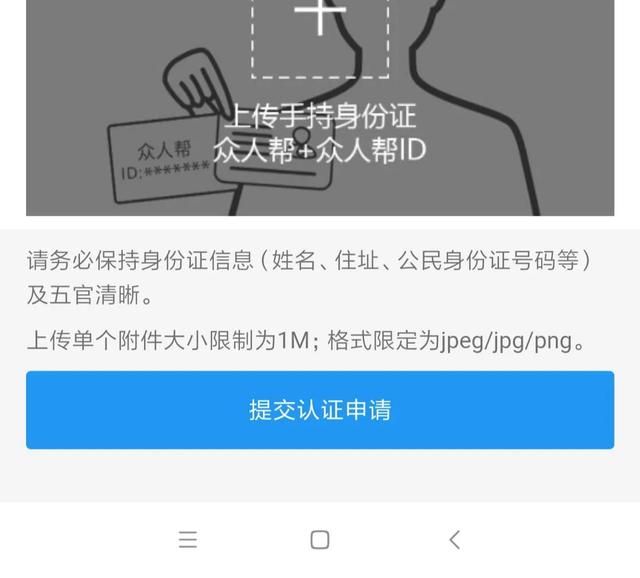 上传手持身份证
众人帮+众人帮ID
众人帮
ID:*******
请务必保持身份证信息（姓名、住址、公民身份证号码等）
及五官清晰。
上传单个附件大小限制为1M；格式限定为jpeg/jpg/png。
提交认证申请